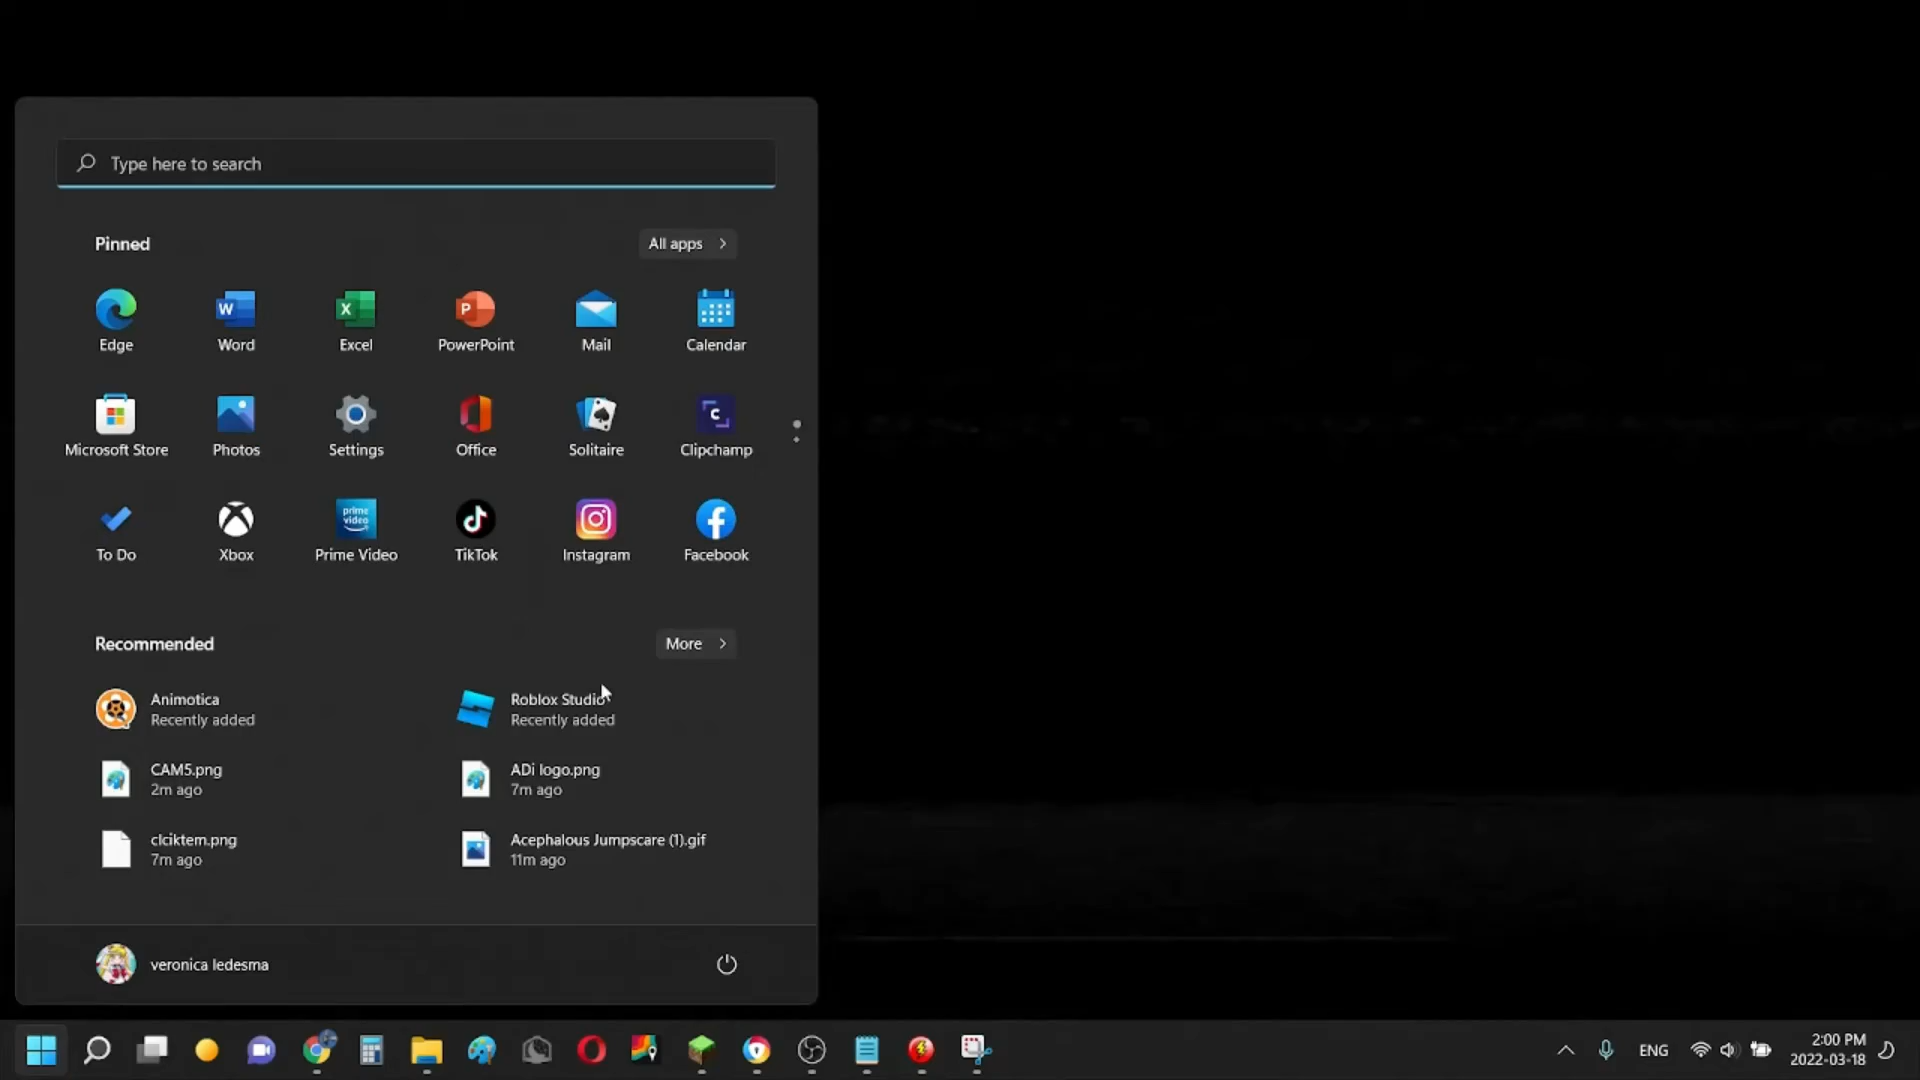 Type here to search
Pinned
All apps
Edge
Word
Excel
PowerPoint
Mail
Calendar
Microsoft Store
Photos
Settings
Office
Solitaire
Clipchamp
To Do
Xbox
prime video
Prime Video
TikTok
Instagram
Facebook
Recommended
More
Animotica
Recently added
Roblox Studio
Recently added
CAM5.png
2m ago
ADi logo.png
7m ago
clciktem.png
7m ago
Acephalous Jumpscare (1).gif
11m ago
veronica ledesma
ENG
2:00 PM
2022-03-18